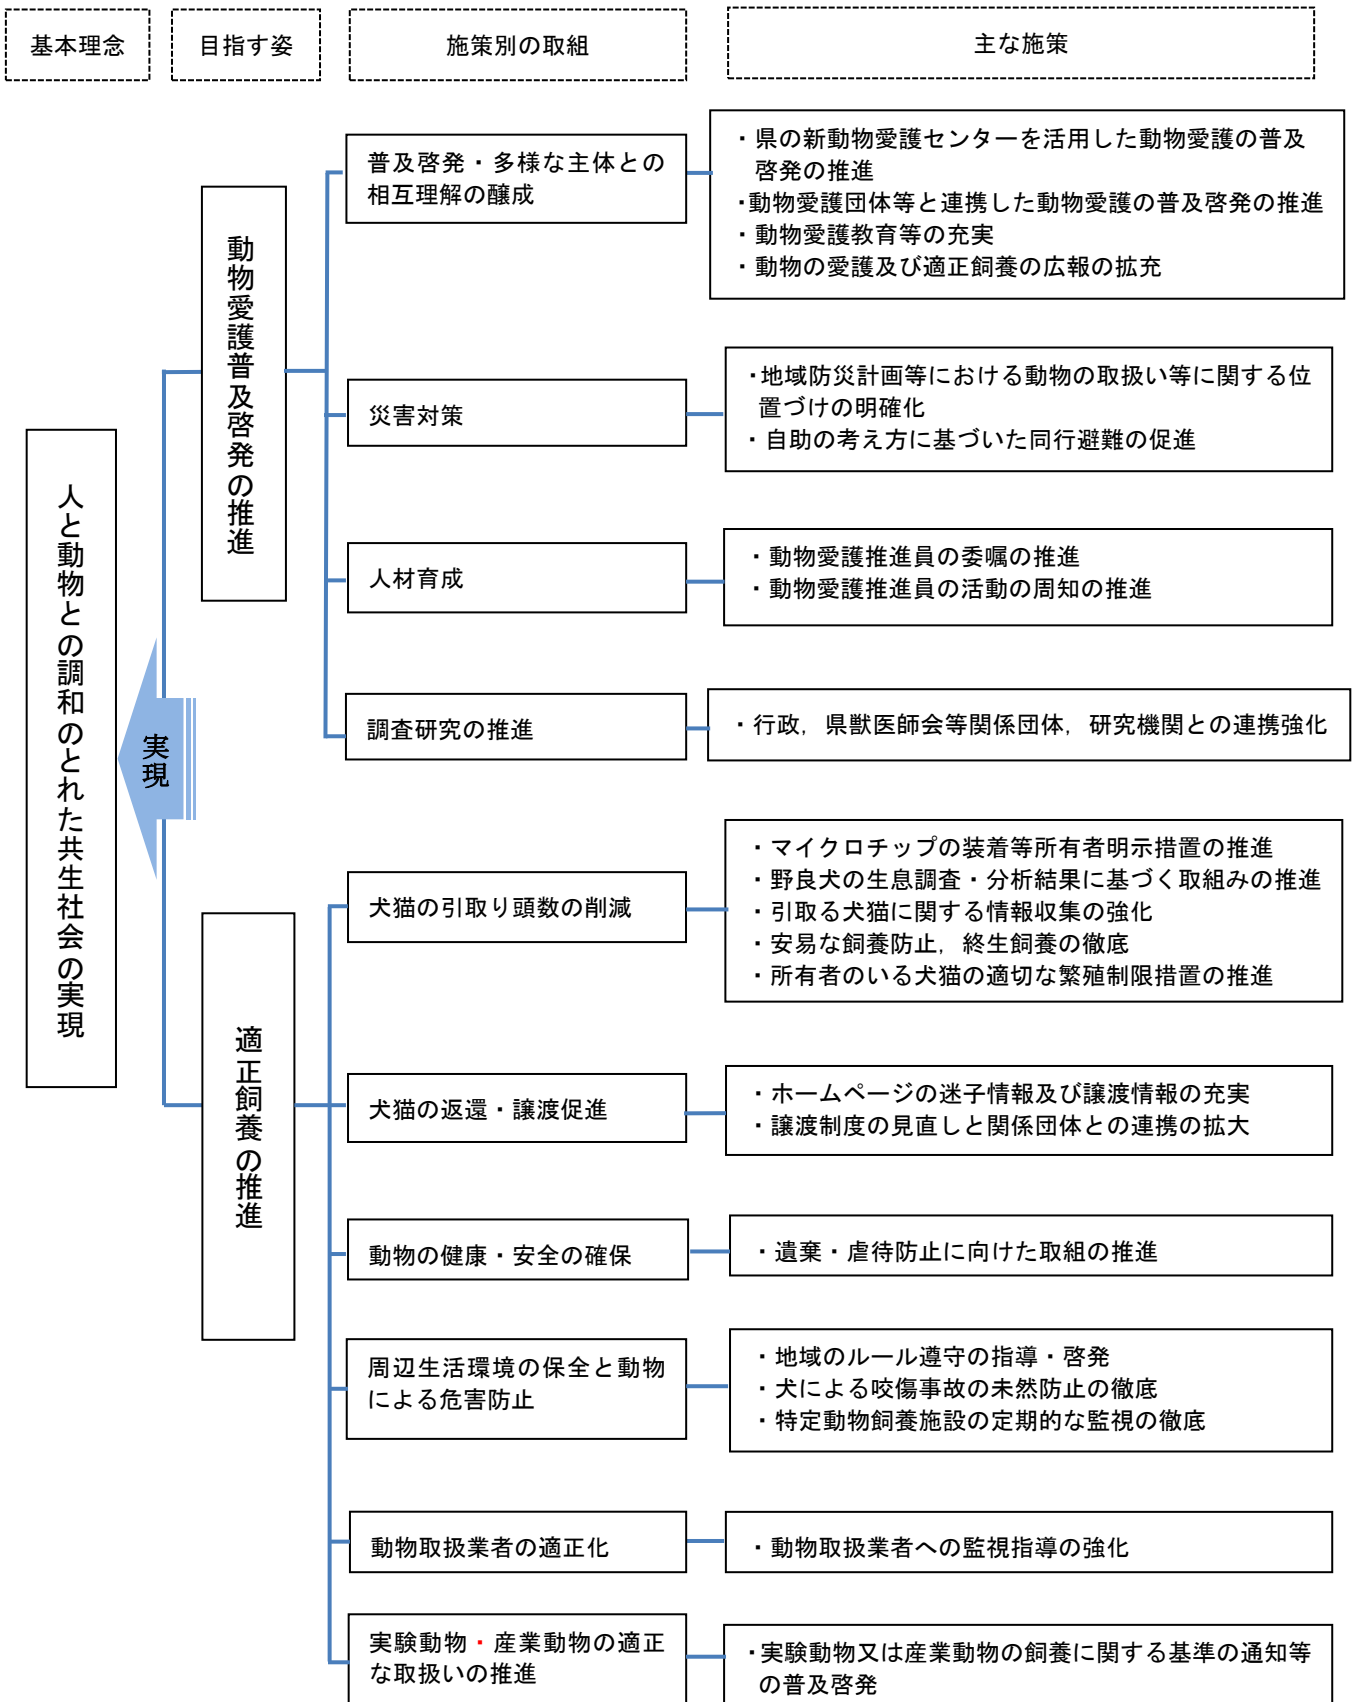 基本理念
目指す姿
施策別の取組
主な施策
人と動物との調和のとれた共生社会の実現
実現
動物愛護普及啓発の推進
普及啓発・多様な主体との
相互理解の醸成
・県の新動物愛護センターを活用した動物愛護の普及
啓発の推進
・動物愛護団体等と連携した動物愛護の普及啓発の推進
・動物愛護教育等の充実
・動物の愛護及び適正飼養の広報の拡充
災害対策
・地域防災計画等における動物の取扱い等に関する位
置づけの明確化
・自助の考え方に基づいた同行避難の促進
人材育成
・動物愛護推進員の委嘱の推進
・動物愛護推進員の活動の周知の推進
調査研究の推進
・行政，県獣医師会等関係団体，研究機関との連携強化
適正飼養の推進
犬猫の引取り頭数の削減
・マイクロチップの装着等所有者明示措置の推進
・野良犬の生息調査・分析結果に基づく取組みの推進
・引取る犬猫に関する情報収集の強化
・安易な飼養防止，終生飼養の徹底
・所有者のいる犬猫の適切な繁殖制限措置の推進
犬猫の返還・譲渡促進
・ホームページの迷子情報及び譲渡情報の充実
・譲渡制度の見直しと関係団体との連携の拡大
動物の健康・安全の確保
・遺棄・虐待防止に向けた取組の推進
周辺生活環境の保全と動物
による危害防止
・地域のルール遵守の指導・啓発
・犬による咬傷事故の未然防止の徹底
・特定動物飼養施設の定期的な監視の徹底
動物取扱業者の適正化
・動物取扱業者への監視指導の強化
実験動物・産業動物の適正
な取扱いの推進
・実験動物又は産業動物の飼養に関する基準の通知等
の普及啓発